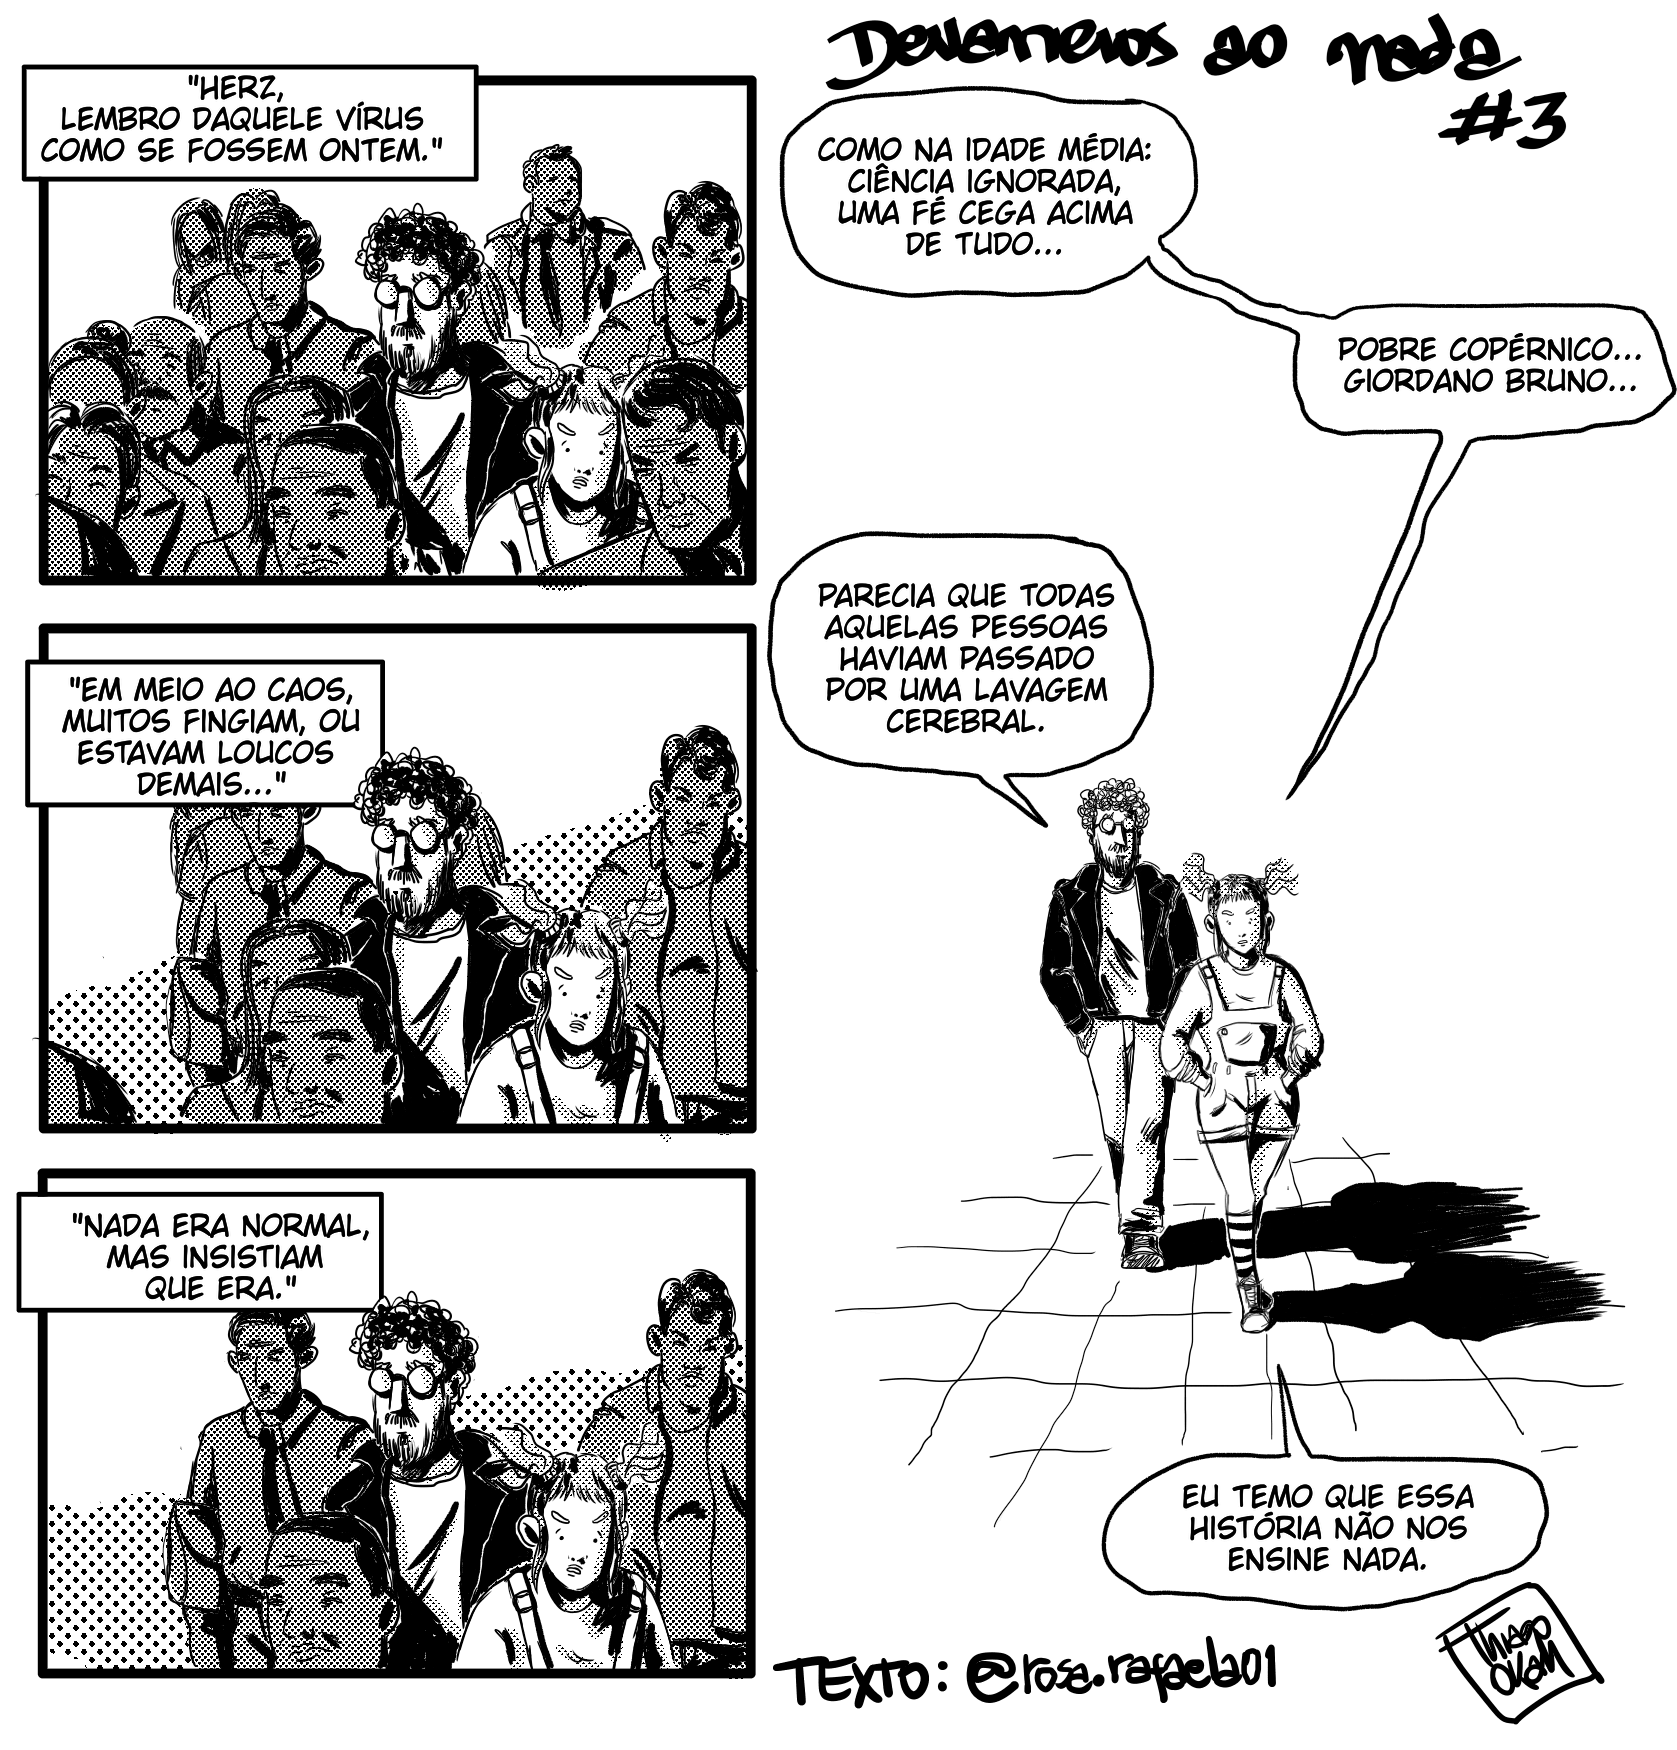 Devaneios ao nada
#3
"HERZ,
LEMBRO DAQUELE VÍRUS
COMO SE FOSSEM ONTEM."
"EM MEIO AO CAOS,
MUITOS FINGIAM, OU
ESTAVAM LOUCOS
DEMAIS..."
"NADA ERA NORMAL,
MAS INSISTIAM
QUE ERA."
COMO NA IDADE MÉDIA:
CIÊNCIA IGNORADA,
UMA FÉ CEGA ACIMA
DE TUDO...
POBRE COPÉRNICO...
GIORDANO BRUNO...
PARECIA QUE TODAS
AQUELAS PESSOAS
HAVIAM PASSADO
POR UMA LAVAGEM
CEREBRAL.
EU TEMO QUE ESSA
HISTÓRIA NÃO NOS
ENSINE NADA.
TEXTO: @rosa.rafaela01
THIAGO
OKAM